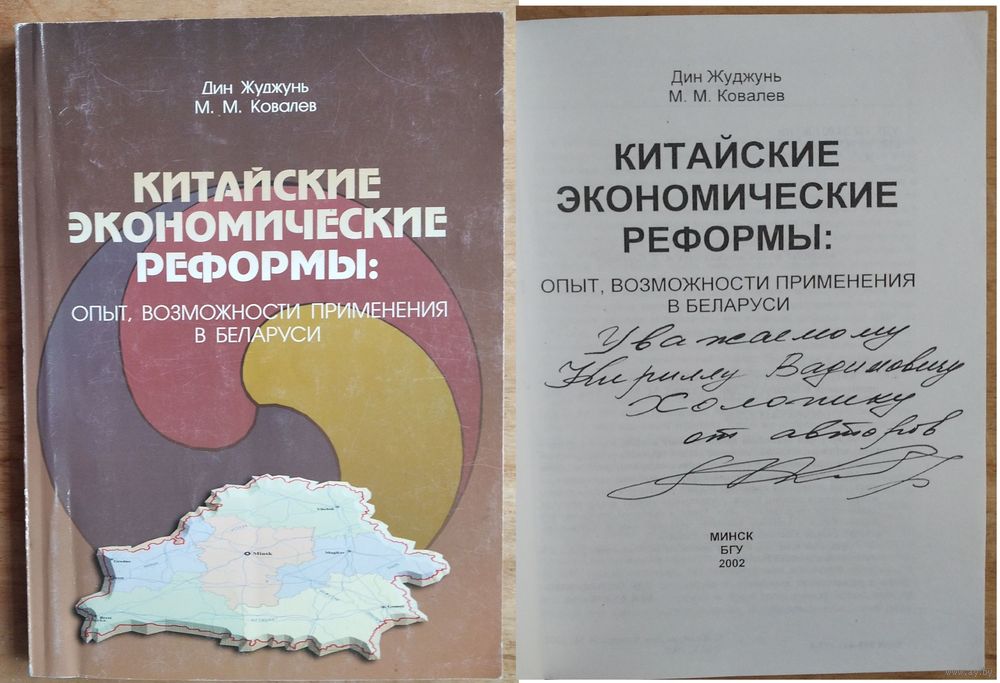 Дин Жуджунь
М. М. Ковалев
КИТАЙСКИЕ
ЭКОНОМИЧЕСКИЕ
РЕФОРМЫ:
ОПЫТ, ВОЗМОЖНОСТИ ПРИМЕНЕНИЯ
В БЕЛАРУСИ
Minsk
Дин Жуджунь
М. М. Ковалев
КИТАЙСКИЕ
ЭКОНОМИЧЕСКИЕ
РЕФОРМЫ:
ОПЫТ, ВОЗМОЖНОСТИ ПРИМЕНЕНИЯ
В БЕЛАРУСИ
Уважаемому
Кириллу Вадимовичу
Холопику
от авторов
МИНСК
БГУ
2002